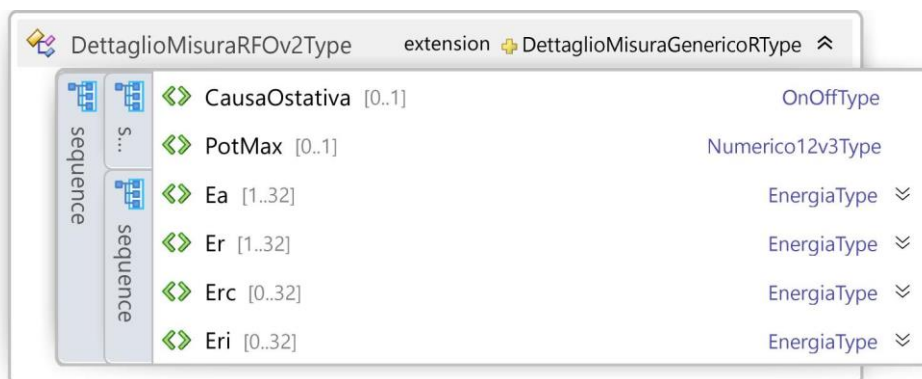 DettaglioMisuraRFOv2Type extension DettaglioMisuraGenericoRType
sequence
s...
sequence
CausaOstativa [0..1] OnOffType
PotMax [0..1] Numerico12v3Type
Ea [1..32] EnergiaType
Er [1..32] EnergiaType
Erc [0..32] EnergiaType
Eri [0..32] EnergiaType